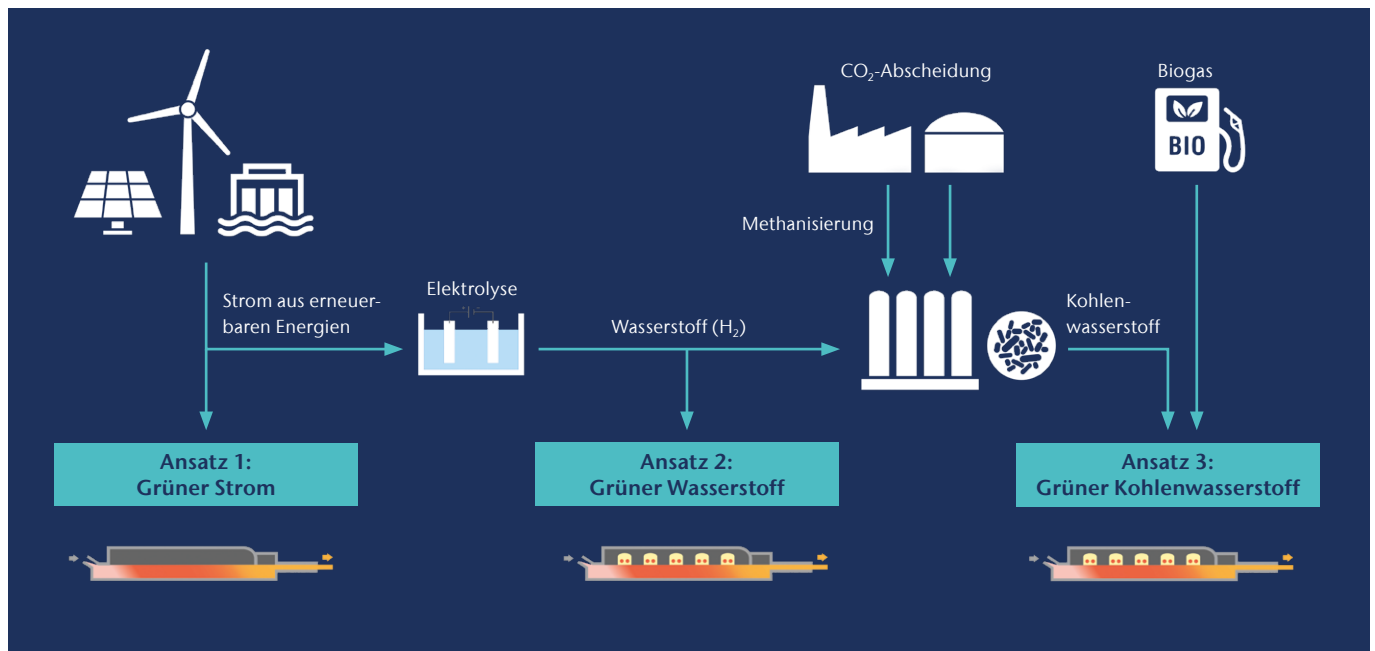 CO₂-Abscheidung
Biogas
BIO
Methanisierung
Strom aus erneuer-
baren Energien
Elektrolyse
Wasserstoff (H₂)
Kohlen-
wasserstoff
Ansatz 1:
Grüner Strom
Ansatz 2:
Grüner Wasserstoff
Ansatz 3:
Grüner Kohlenwasserstoff